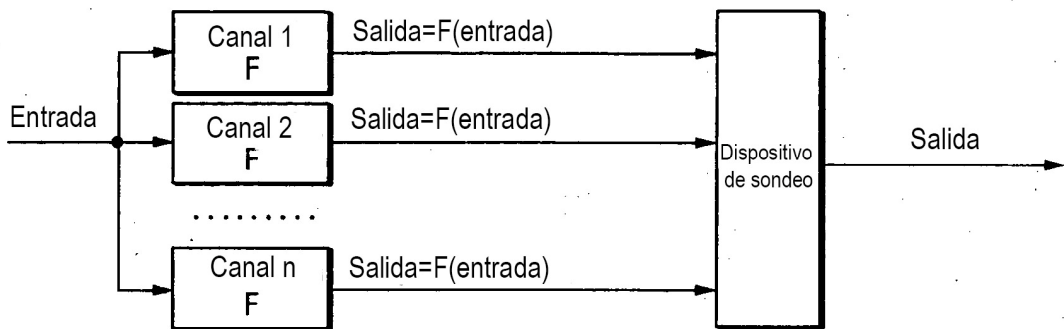 Canal 1
F
Salida=F(entrada)
Entrada
Canal 2
F
Salida=F(entrada)
Dispositivo
de sondeo
Salida
Canal n
F
Salida=F(entrada)